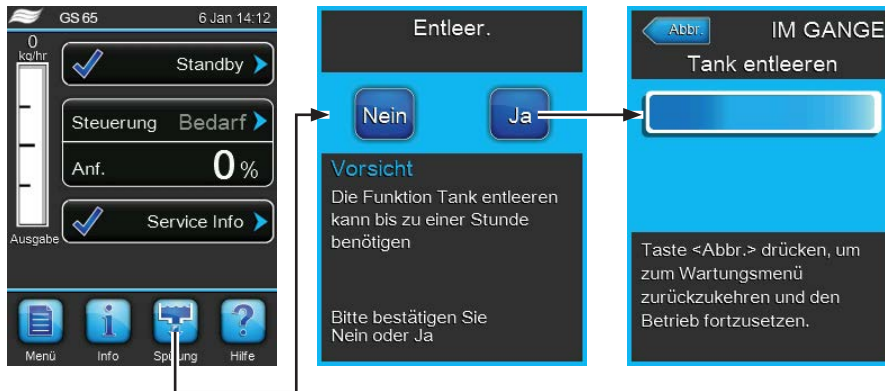 GS 65
6 Jan 14:12
0
kg/hr
Standby
Steuerung Bedarf
Anf. 0 %
Service Info
Ausgabe
Menü Info Spülung Hilfe
Entleer.
Nein Ja
Vorsicht
Die Funktion Tank entleeren
kann bis zu einer Stunde
benötigen
Bitte bestätigen Sie
Nein oder Ja
Abbr. IM GANGE
Tank entleeren
Taste <Abbr.> drücken, um
zum Wartungsmenü
zurückzukehren und den
Betrieb fortzusetzen.